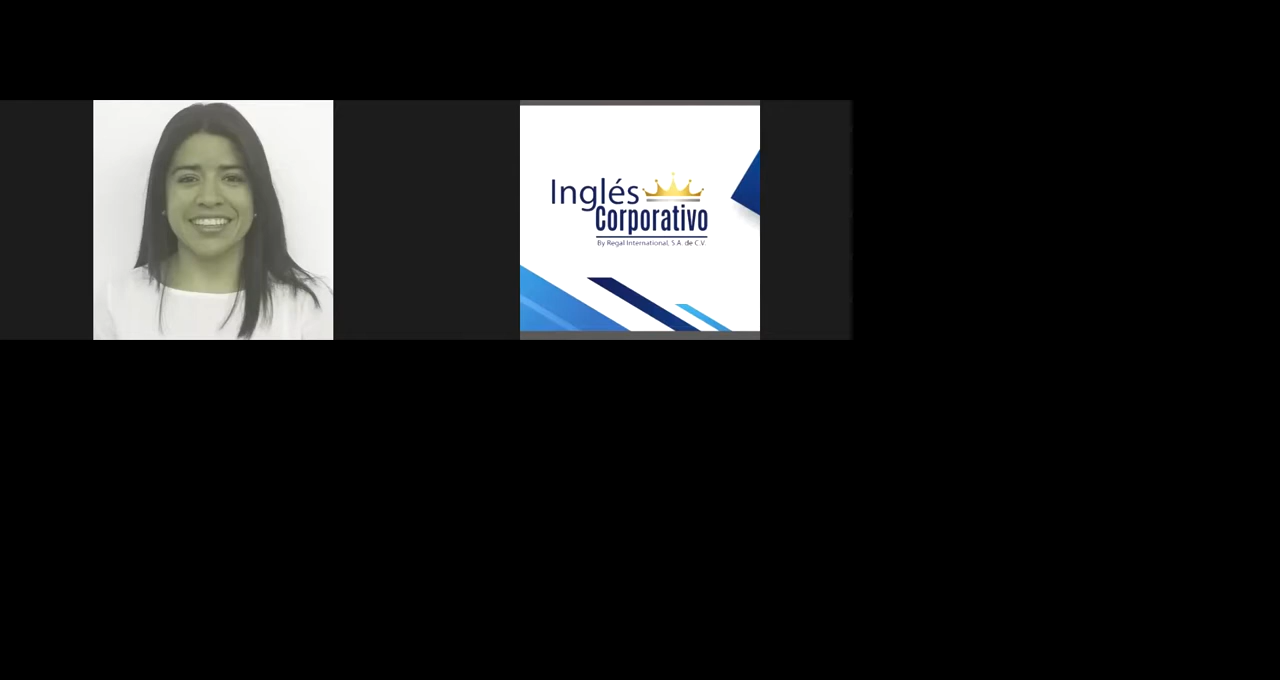 Inglés
Corporativo
By Regal International, S.A. de C.V.